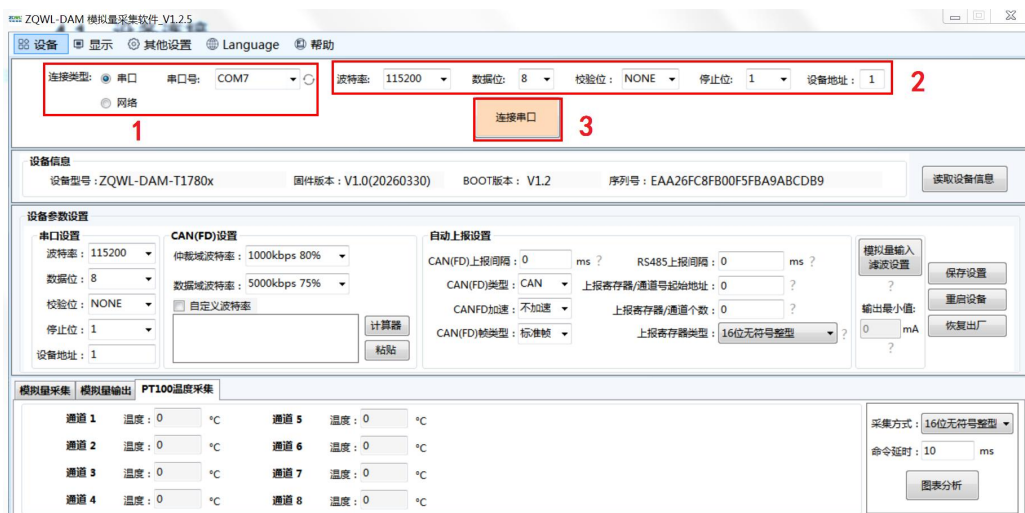 ZQWL-DAM 模拟量采集软件_V1.2.5
设备 显示 其他设置 Language 帮助
连接类型: 串口 串口号: COM7 波特率: 115200 数据位: 8 校验位: NONE 停止位: 1 设备地址: 1 2
网络
1 连接串口 3
设备信息
设备型号:ZQWL-DAM-T1780x 固件版本:V1.0(20260330) BOOT版本: V1.2 序列号:EAA26FC8FB00F5FBA9ABCDB9 读取设备信息
设备参数设置
串口设置 CAN(FD)设置 自动上报设置
波特率: 115200 仲裁域波特率: 1000kbps 80% CAN(FD)上报间隔: 0 ms ? RS485上报间隔: 0 ms ? 模拟量输入
滤波设置
数据位: 8 数据域波特率: 5000kbps 75% CAN(FD)类型: CAN 上报寄存器/通道号起始地址: 0 ? ? 保存设置
校验位: NONE 自定义波特率 CANFD加速: 不加速 上报寄存器/通道个数: 0 ? 输出最小值: 重启设备
停止位: 1 计算器 CAN(FD)帧类型: 标准帧 上报寄存器类型: 16位无符号整型 ? 0 mA 恢复出厂
设备地址: 1 粘贴 ?
模拟量采集 模拟量输出 PT100温度采集
通道 1 温度: 0 °C 通道 5 温度: 0 °C 采集方式: 16位无符号整型
通道 2 温度: 0 °C 通道 6 温度: 0 °C 命令延时: 10 ms
通道 3 温度: 0 °C 通道 7 温度: 0 °C 图表分析
通道 4 温度: 0 °C 通道 8 温度: 0 °C